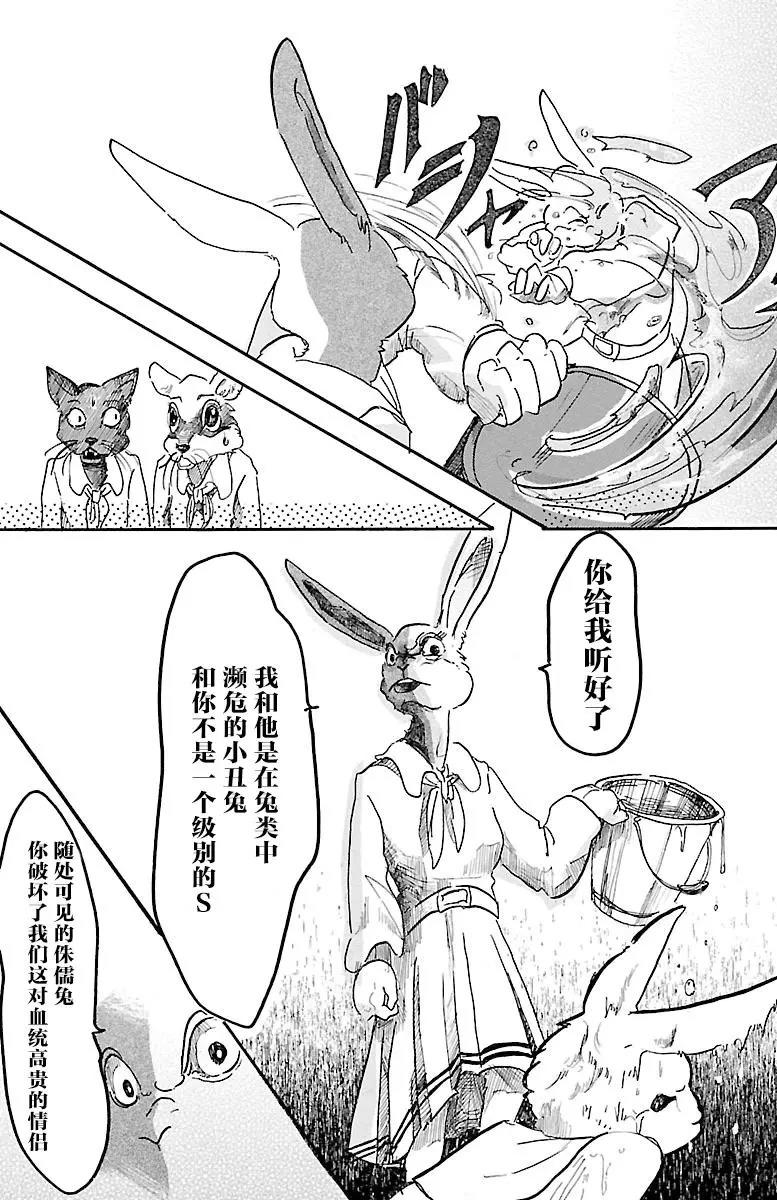 バシャ
你给我听好了
我和他是在兔类中
濒危的小丑兔
和你不是一个级别的S
随处可见的侏儒兔
你破坏了我们这对血统高贵的情侣